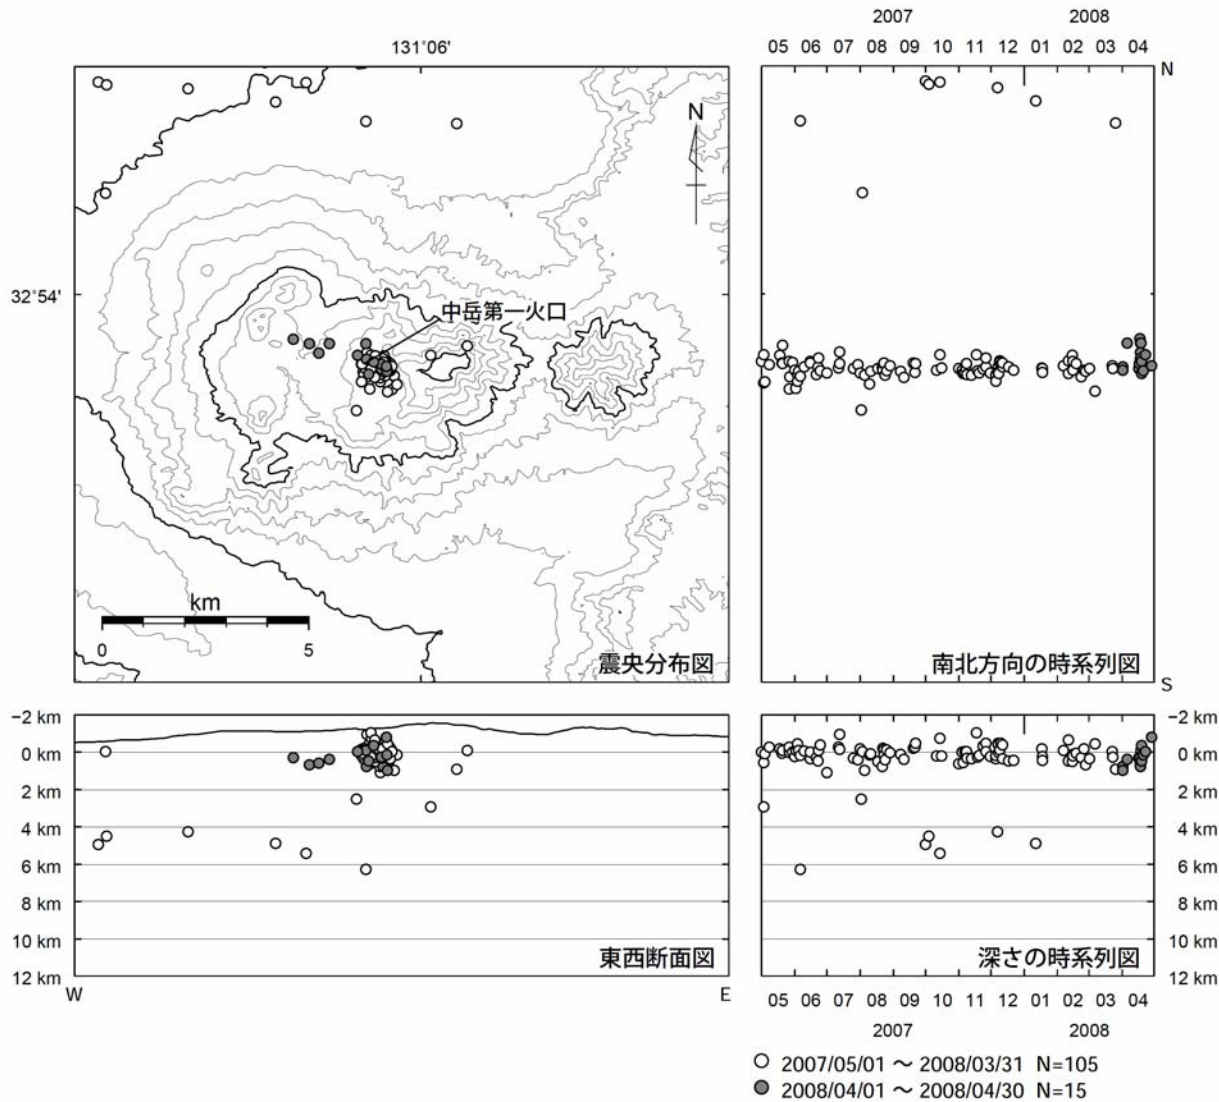 131°06'
32°54'
N
中岳第一火口
km
0 5
震央分布図
2007 2008
05 06 07 08 09 10 11 12 01 02 03 04
N
S
南北方向の時系列図
−2 km
0 km
2 km
4 km
6 km
8 km
10 km
12 km
W E
東西断面図
−2 km
0 km
2 km
4 km
6 km
8 km
10 km
12 km
深さの時系列図
05 06 07 08 09 10 11 12 01 02 03 04
2007 2008
2007/05/01 ～ 2008/03/31 N=105
2008/04/01 ～ 2008/04/30 N=15